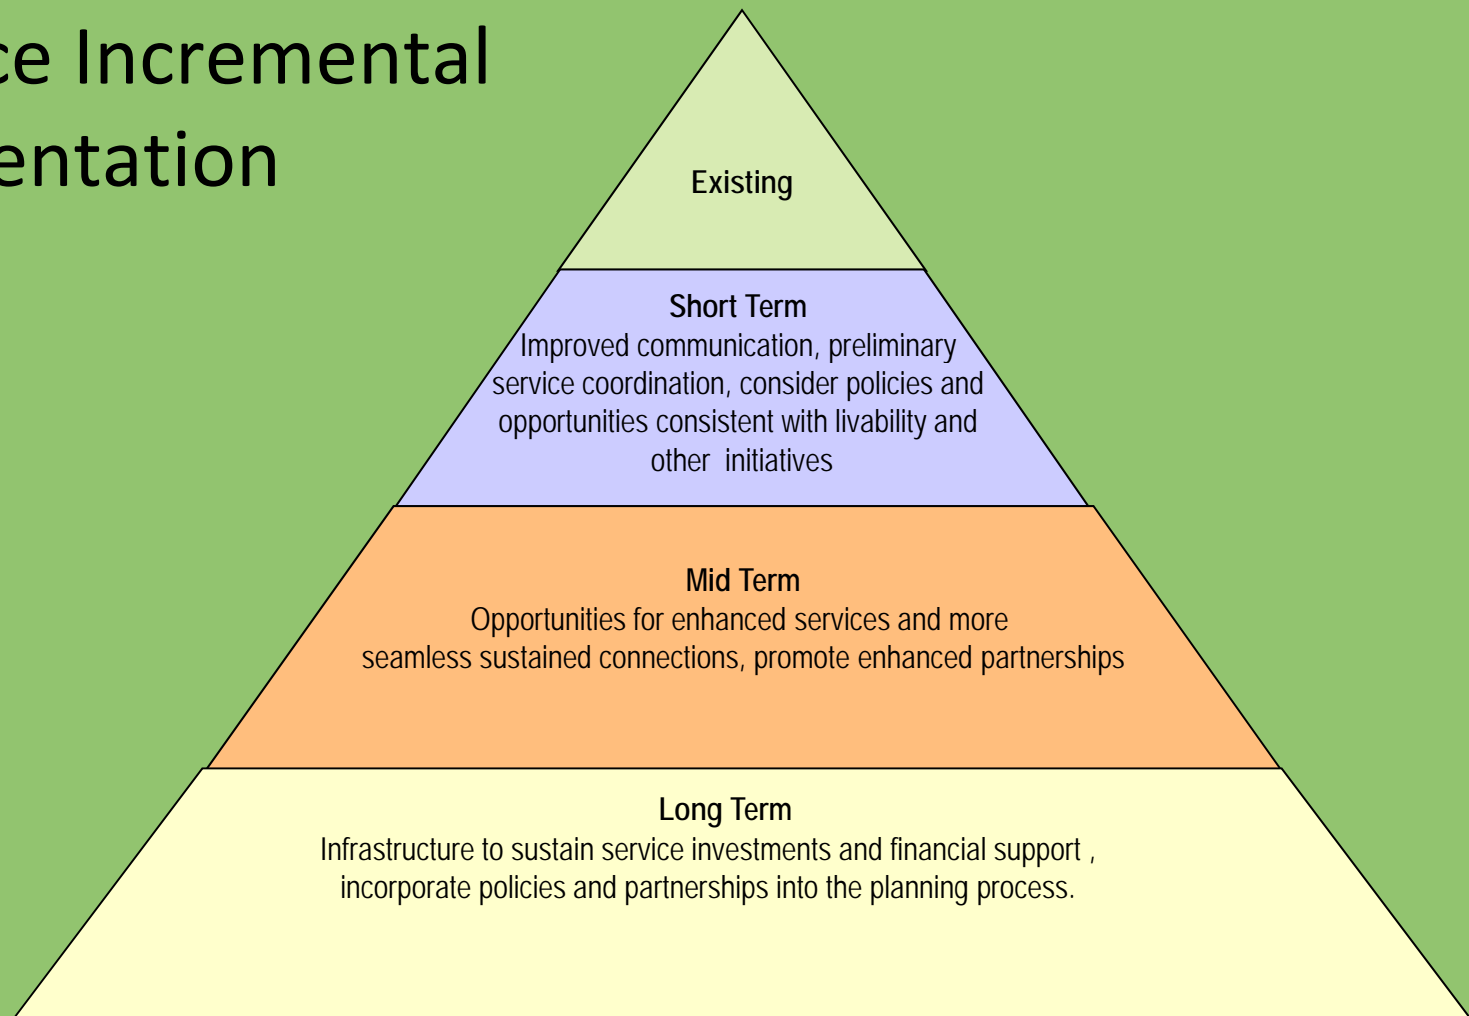 ce Incremental
entation
Existing
Short Term
Improved communication, preliminary
service coordination, consider policies and
opportunities consistent with livability and
other  initiatives
Mid Term
Opportunities for enhanced services and more
seamless sustained connections, promote enhanced partnerships
Long Term
Infrastructure to sustain service investments and financial support ,
incorporate policies and partnerships into the planning process.